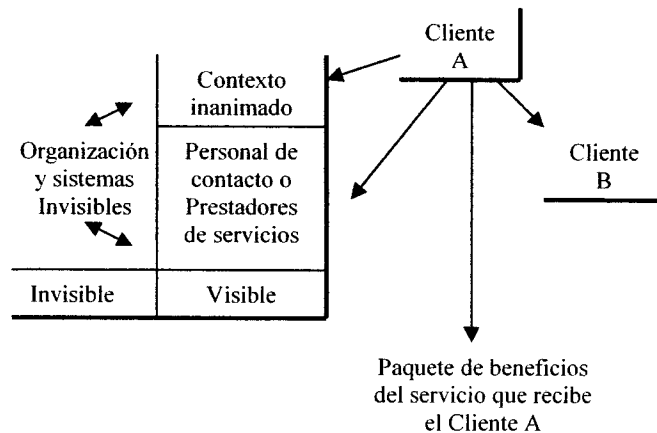 Cliente
A
Contexto
inanimado
Organización
y sistemas
Invisibles
Personal de
contacto o
Prestadores
de servicios
Cliente
B
Invisible
Visible
Paquete de beneficios
del servicio que recibe
el Cliente A